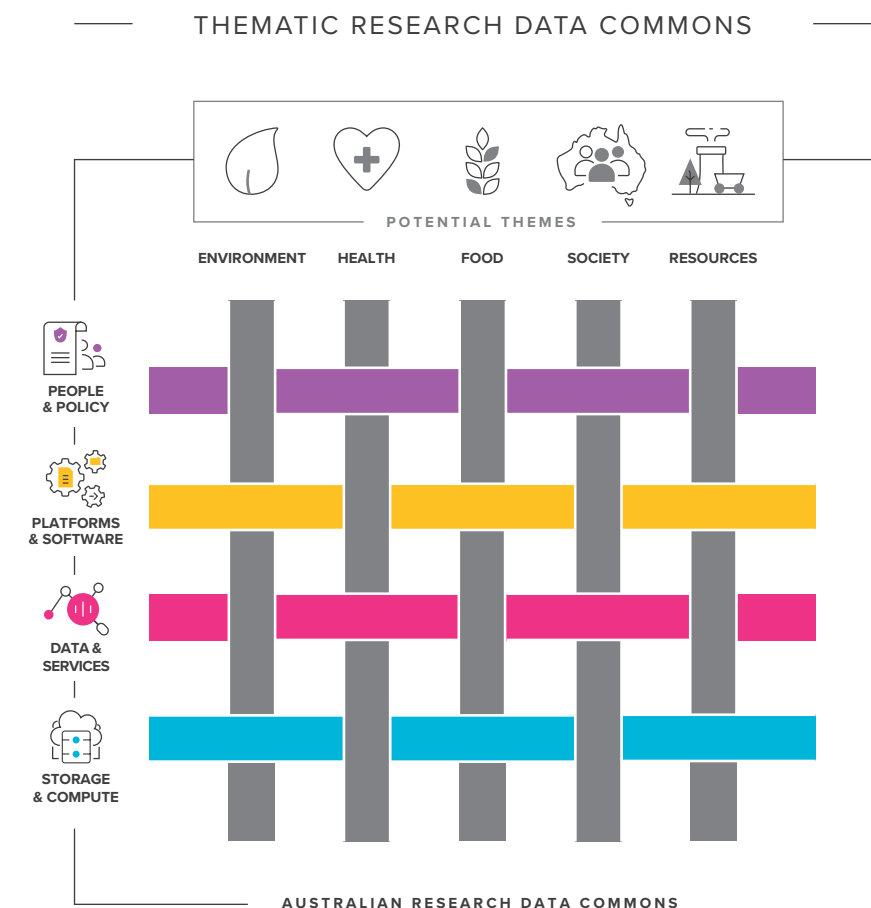 THEMATIC RESEARCH DATA COMMONS
POTENTIAL THEMES
ENVIRONMENT
HEALTH
FOOD
SOCIETY
RESOURCES
PEOPLE
& POLICY
PLATFORMS
& SOFTWARE
DATA &
SERVICES
STORAGE
& COMPUTE
AUSTRALIAN RESEARCH DATA COMMONS